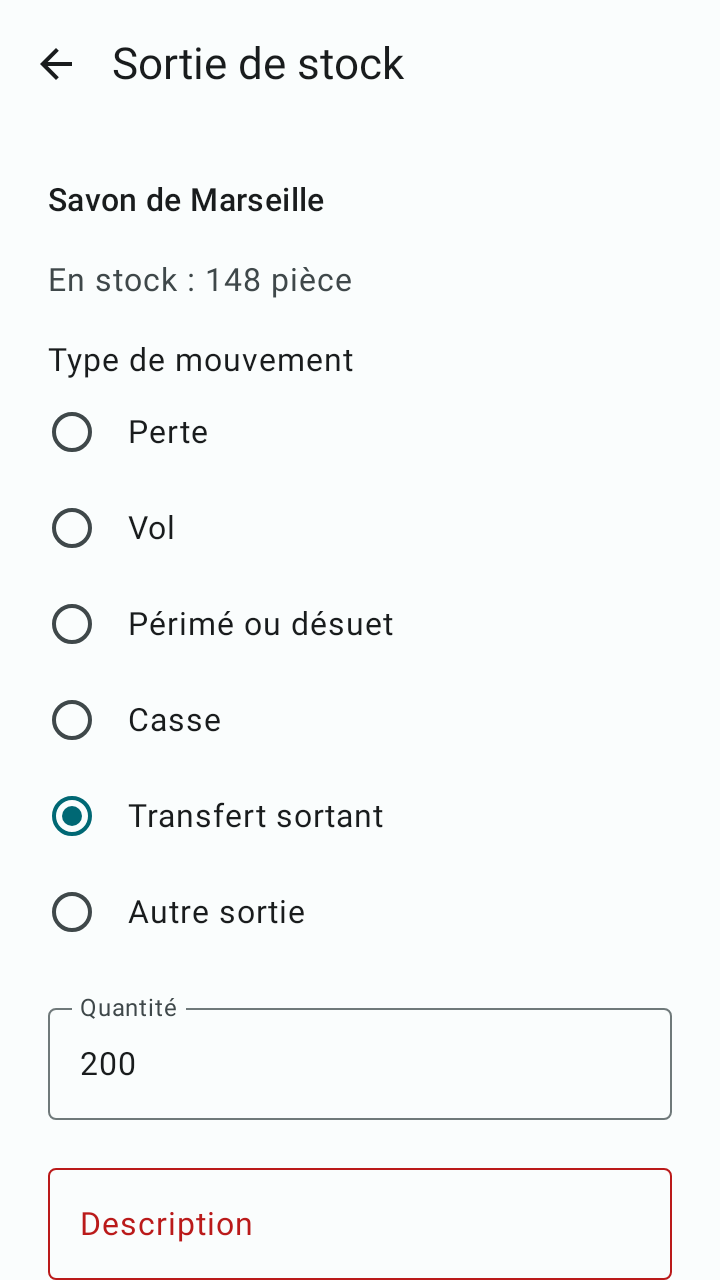 Sortie de stock
Savon de Marseille
En stock : 148 pièce
Type de mouvement
Perte
Vol
Périmé ou désuet
Casse
Transfert sortant
Autre sortie
Quantité
200
Description